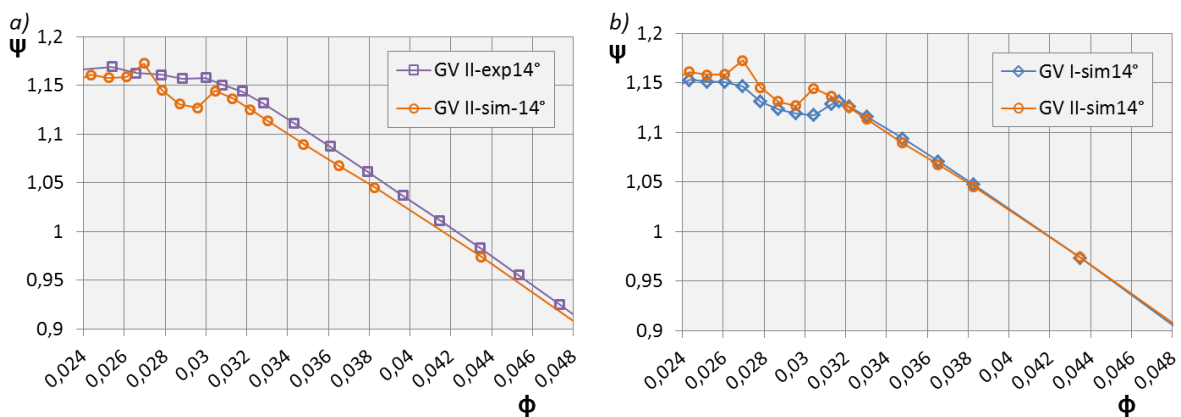 a)
Ψ
1,2
1,15
1,1
1,05
1
0,95
0,9
GV II-exp14°
GV II-sim-14°
0,024 0,026 0,028 0,03 0,032 0,034 0,036 0,038 0,04 0,042 0,044 0,046 0,048
Φ
b)
Ψ
1,2
1,15
1,1
1,05
1
0,95
0,9
GV I-sim14°
GV II-sim14°
0,024 0,026 0,028 0,03 0,032 0,034 0,036 0,038 0,04 0,042 0,044 0,046 0,048
Φ